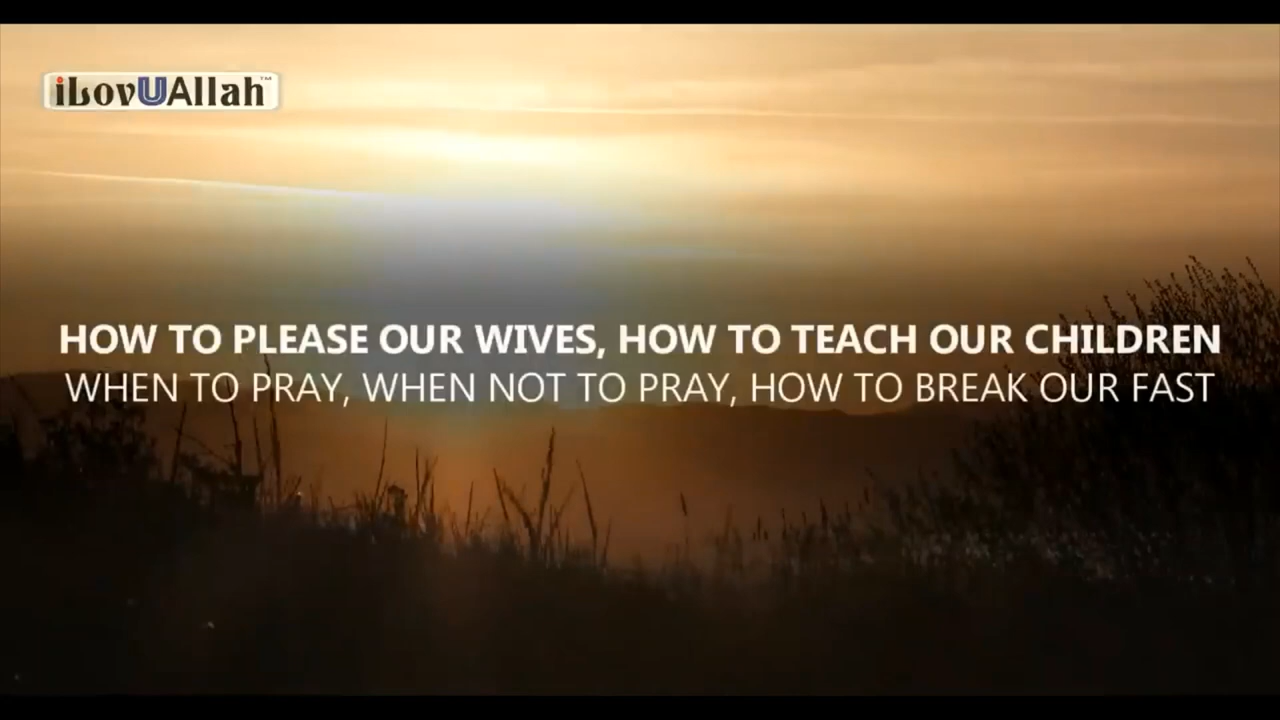 iLovUAllah™
HOW TO PLEASE OUR WIVES, HOW TO TEACH OUR CHILDREN
WHEN TO PRAY, WHEN NOT TO PRAY, HOW TO BREAK OUR FAST